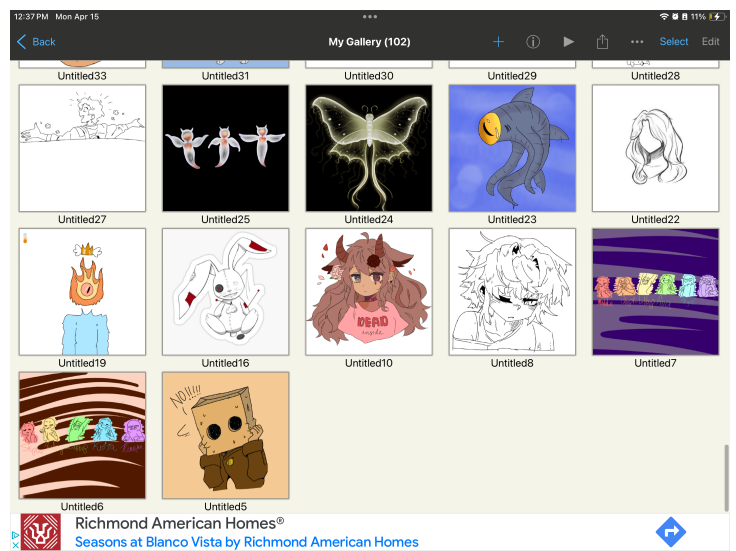 12:37 PM Mon Apr 15
11%
Back
My Gallery (102)
Select
Edit
Untitled33
Untitled31
Untitled30
Untitled29
Untitled28
Untitled27
Untitled25
Untitled24
Untitled23
Untitled22
DEAD
inside
Untitled19
Untitled16
Untitled10
Untitled8
Untitled7
NO!!!!
Untitled6
Untitled5
Richmond American Homes®
Seasons at Blanco Vista by Richmond American Homes